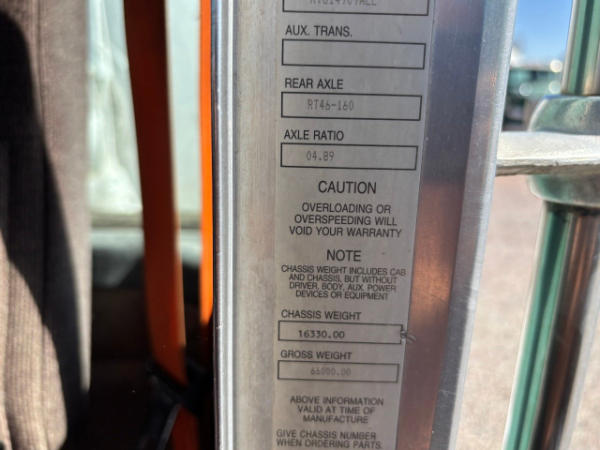 AUX. TRANS.
REAR AXLE
RT46-160
AXLE RATIO
04.89
CAUTION
OVERLOADING OR
OVERSPEEDING WILL
VOID YOUR WARRANTY
NOTE
CHASSIS WEIGHT INCLUDES CAB
AND CHASSIS, BUT WITHOUT
DRIVER, BODY, AUX. POWER
DEVICES OR EQUIPMENT
CHASSIS WEIGHT
16330.00
GROSS WEIGHT
66000.00
ABOVE INFORMATION
VALID AT TIME OF
MANUFACTURE
GIVE CHASSIS NUMBER
WHEN ORDERING PARTS